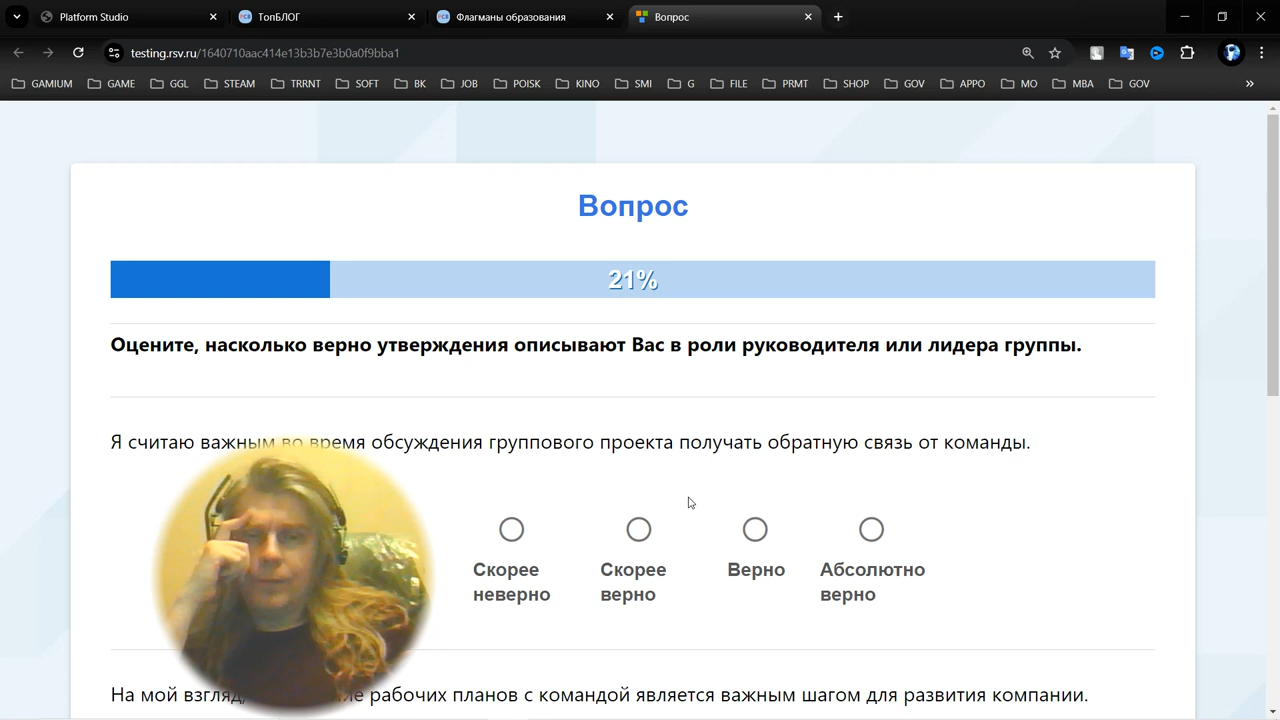 Platform Studio
ТопБЛОГ
Флагманы образования
Вопрос
testing.rsv.ru/1640710aac414e13b3b7e3b0a0f9bba1
GAMIUM
GAME
GGL
STEAM
TRRNT
SOFT
BK
JOB
POISK
KINO
SMI
G
FILE
PRMT
SHOP
GOV
APPO
MO
MBA
GOV
Вопрос
21%
Оцените, насколько верно утверждения описывают Вас в роли руководителя или лидера группы.
Я считаю важным во время обсуждения группового проекта получать обратную связь от команды.
Скорее неверно
Скорее верно
Верно
Абсолютно верно
На мой взгляд, рабочих планов с командой является важным шагом для развития компании.